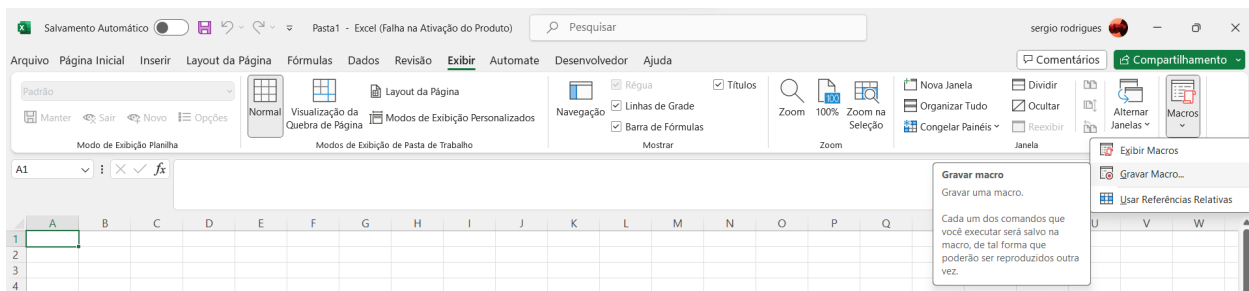 Salvamento Automático
Pasta1 - Excel (Falha na Ativação do Produto)
Pesquisar
sergio rodrigues
Arquivo Página Inicial Inserir Layout da Página Fórmulas Dados Revisão Exibir Automate Desenvolvedor Ajuda
Comentários
Compartilhamento
Padrão
Manter Sair Novo Opções
Modo de Exibição Planilha
Normal
Visualização da
Quebra de Página
Layout da Página
Modos de Exibição Personalizados
Modos de Exibição de Pasta de Trabalho
Navegação
Régua
Linhas de Grade
Barra de Fórmulas
Títulos
Mostrar
Zoom
100%
100
Zoom na
Seleção
Zoom
Nova Janela
Organizar Tudo
Congelar Painéis
Dividir
Ocultar
Reexibir
Alternar
Janelas
Janela
Macros
Exibir Macros
Gravar Macro...
Usar Referências Relativas
A1
fx
Gravar macro
Gravar uma macro.
Cada um dos comandos que
você executar será salvo na
macro, de tal forma que
poderão ser reproduzidos outra
vez.
A B C D E F G H I J K L M N O P Q U V W
1
2
3
4